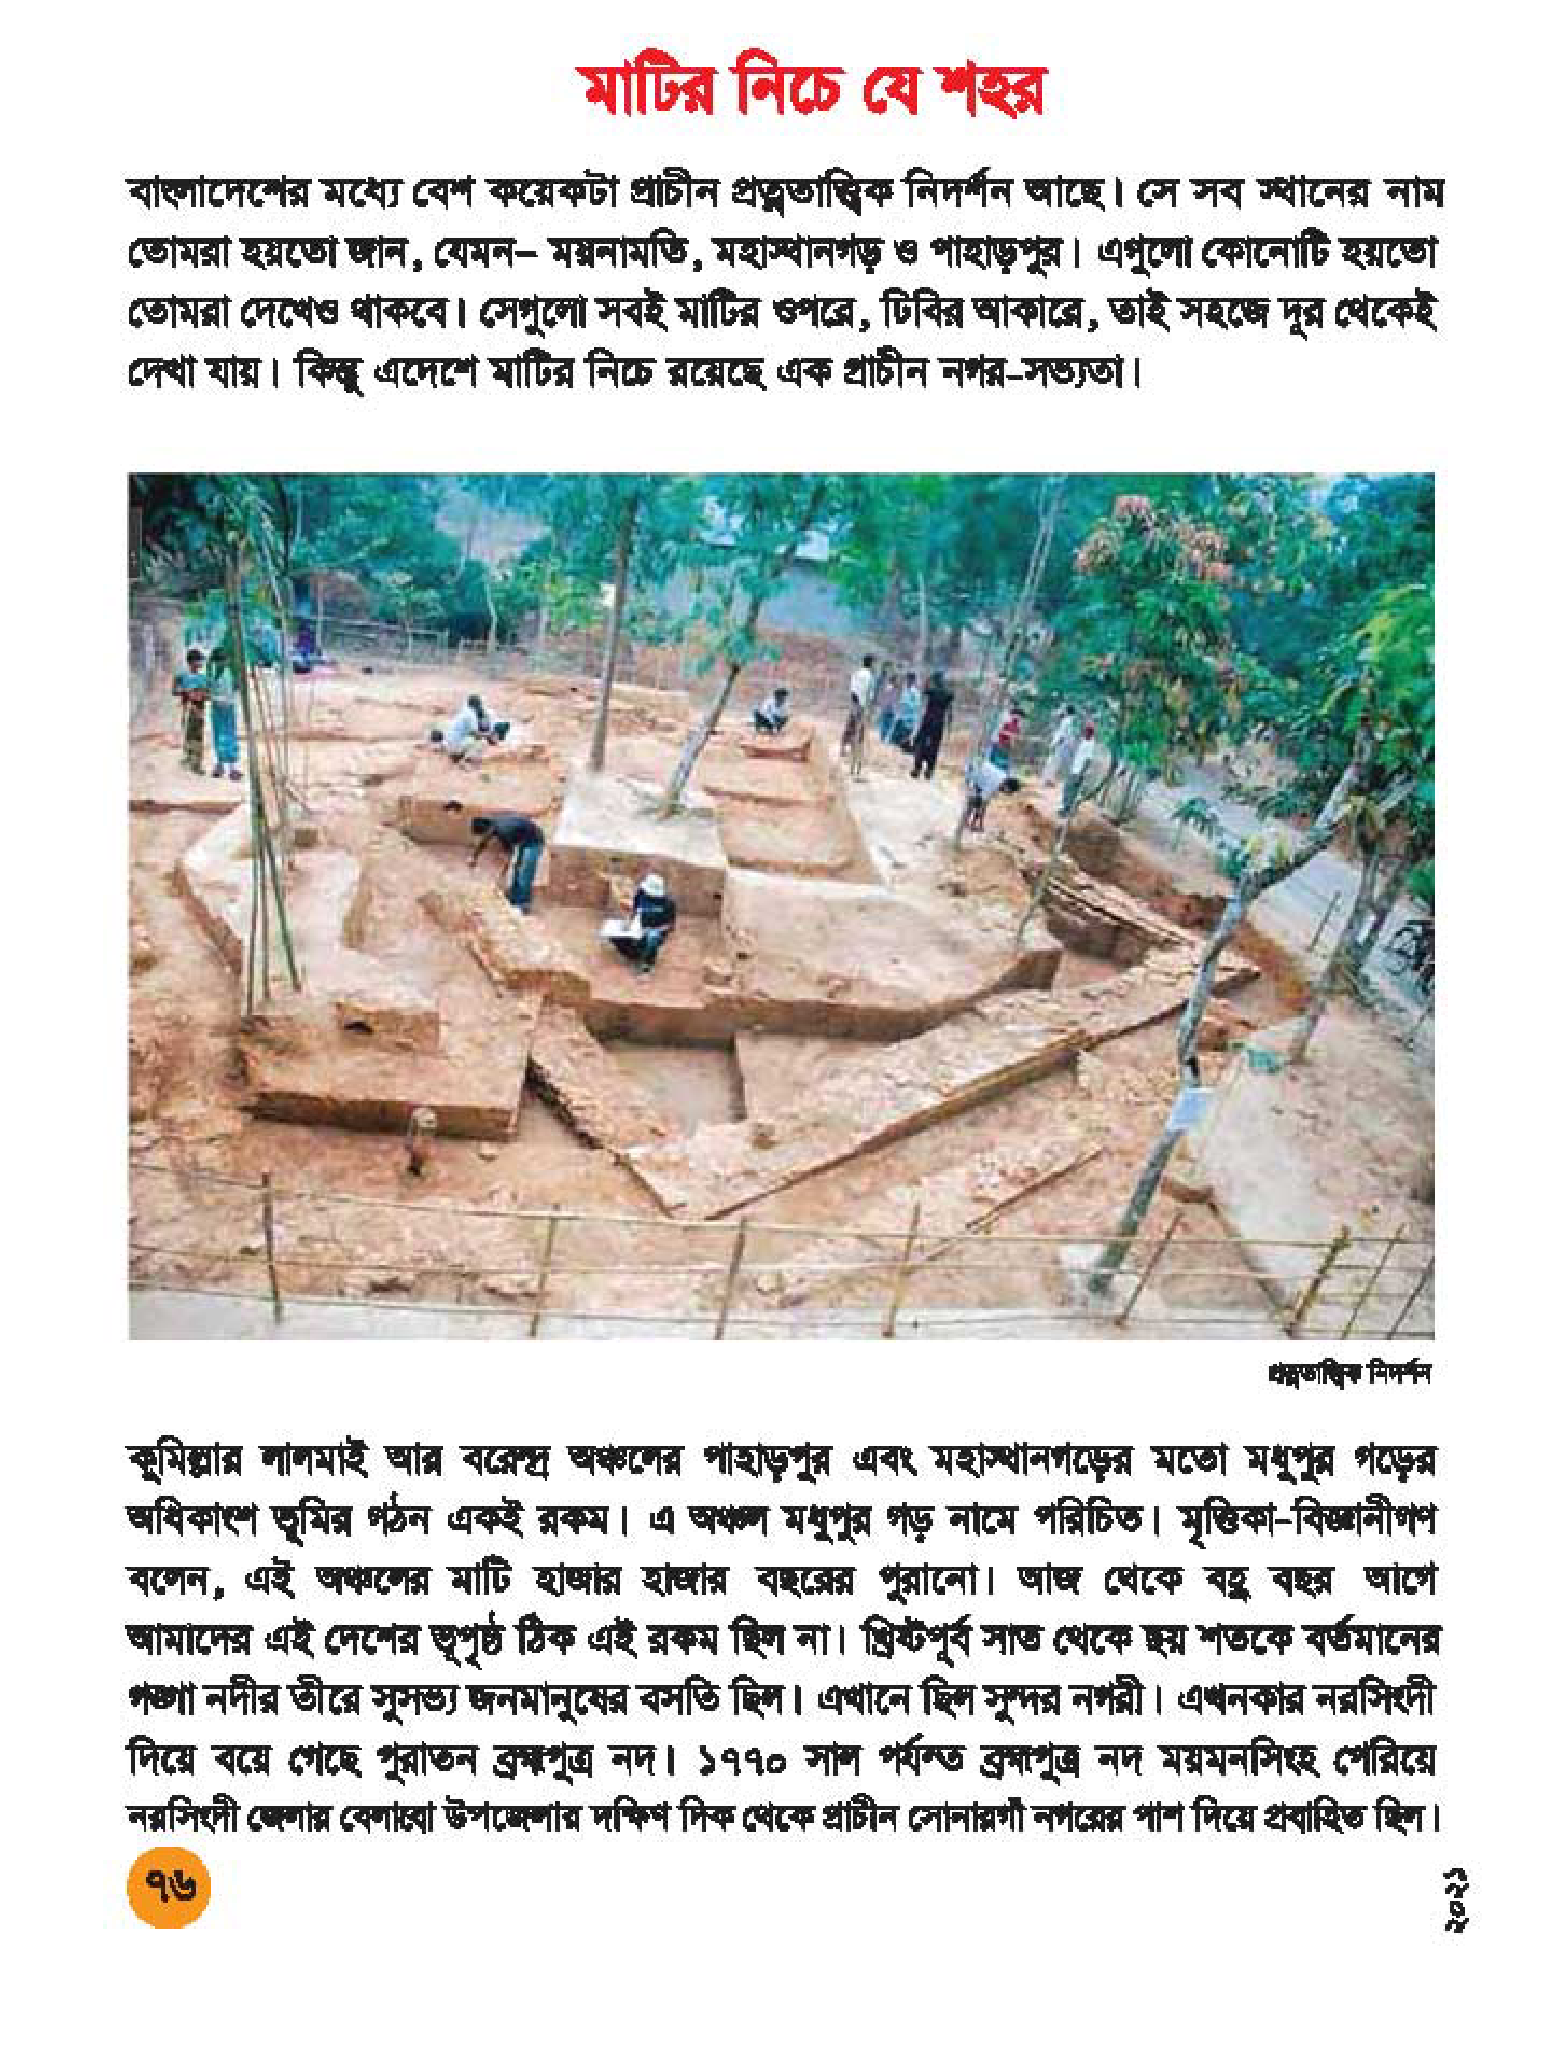 মাটির নিচে যে শহর
বাংলাদেশের মধ্যে বেশ কয়েকটা প্রাচীন প্রত্নতাত্ত্বিক নিদর্শন আছে। সে সব স্থানের নাম
তোমরা হয়তো জান, যেমন– ময়নামতি, মহাস্থানগড় ও পাহাড়পুর। এগুলো কোনোটি হয়তো
তোমরা দেখেও থাকবে। সেগুলো সবই মাটির ওপরে, ঢিবির আকারে, তাই সহজে দূর থেকেই
দেখা যায়। কিন্তু এদেশে মাটির নিচে রয়েছে এক প্রাচীন নগর-সভ্যতা।
প্রত্নতাত্ত্বিক নিদর্শন
কুমিল্লার লালমাই আর বরেন্দ্র অঞ্চলের পাহাড়পুর এবং মহাস্থানগড়ের মতো মধুপুর গড়ের
অধিকাংশ ভূমির গঠন একই রকম। এ অঞ্চল মধুপুর গড় নামে পরিচিত। মৃত্তিকা-বিজ্ঞানীগণ
বলেন, এই অঞ্চলের মাটি হাজার হাজার বছরের পুরানো। আজ থেকে বহু বছর আগে
আমাদের এই দেশের ভূপৃষ্ঠ ঠিক এই রকম ছিল না। খ্রিষ্টপূর্ব সাত থেকে ছয় শতকে বর্তমানের
গঙ্গা নদীর তীরে সুসভ্য জনমানুষের বসতি ছিল। এখানে ছিল সুন্দর নগরী। এখনকার নরসিংদী
দিয়ে বয়ে গেছে পুরাতন ব্রহ্মপুত্র নদ। ১৭৭০ সাল পর্যন্ত ব্রহ্মপুত্র নদ ময়মনসিংহ পেরিয়ে
নরসিংদী জেলার বেলাবো উপজেলার দক্ষিণ দিক থেকে প্রাচীন সোনারগাঁ নগরের পাশ দিয়ে প্রবাহিত ছিল।
৭৬
২০২১